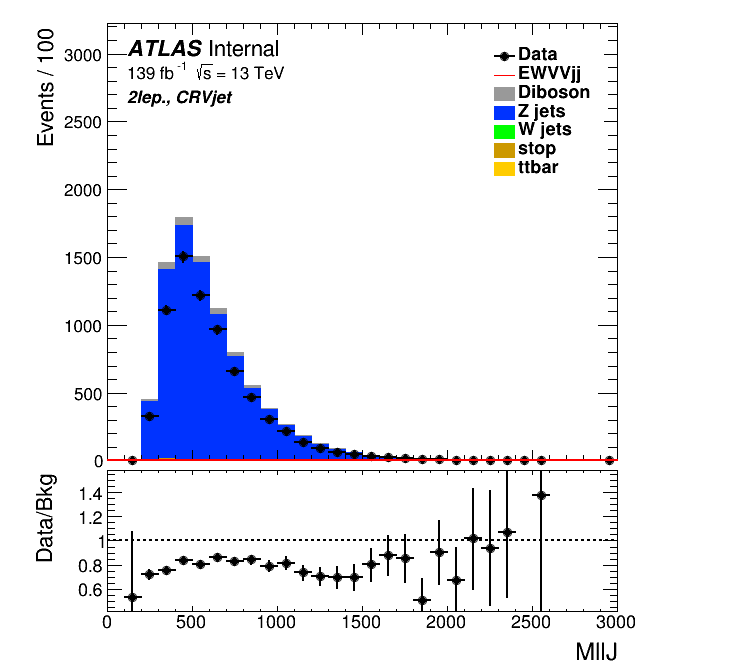 ATLAS Internal
139 fb⁻¹ √s = 13 TeV
2lep., CRVjet
Data
EWVVjj
Diboson
Z jets
W jets
stop
ttbar
Events / 100
3000
2500
2000
1500
1000
500
0
Data/Bkg
1.4
1.2
1
0.8
0.6
0 500 1000 1500 2000 2500 3000
MllJ